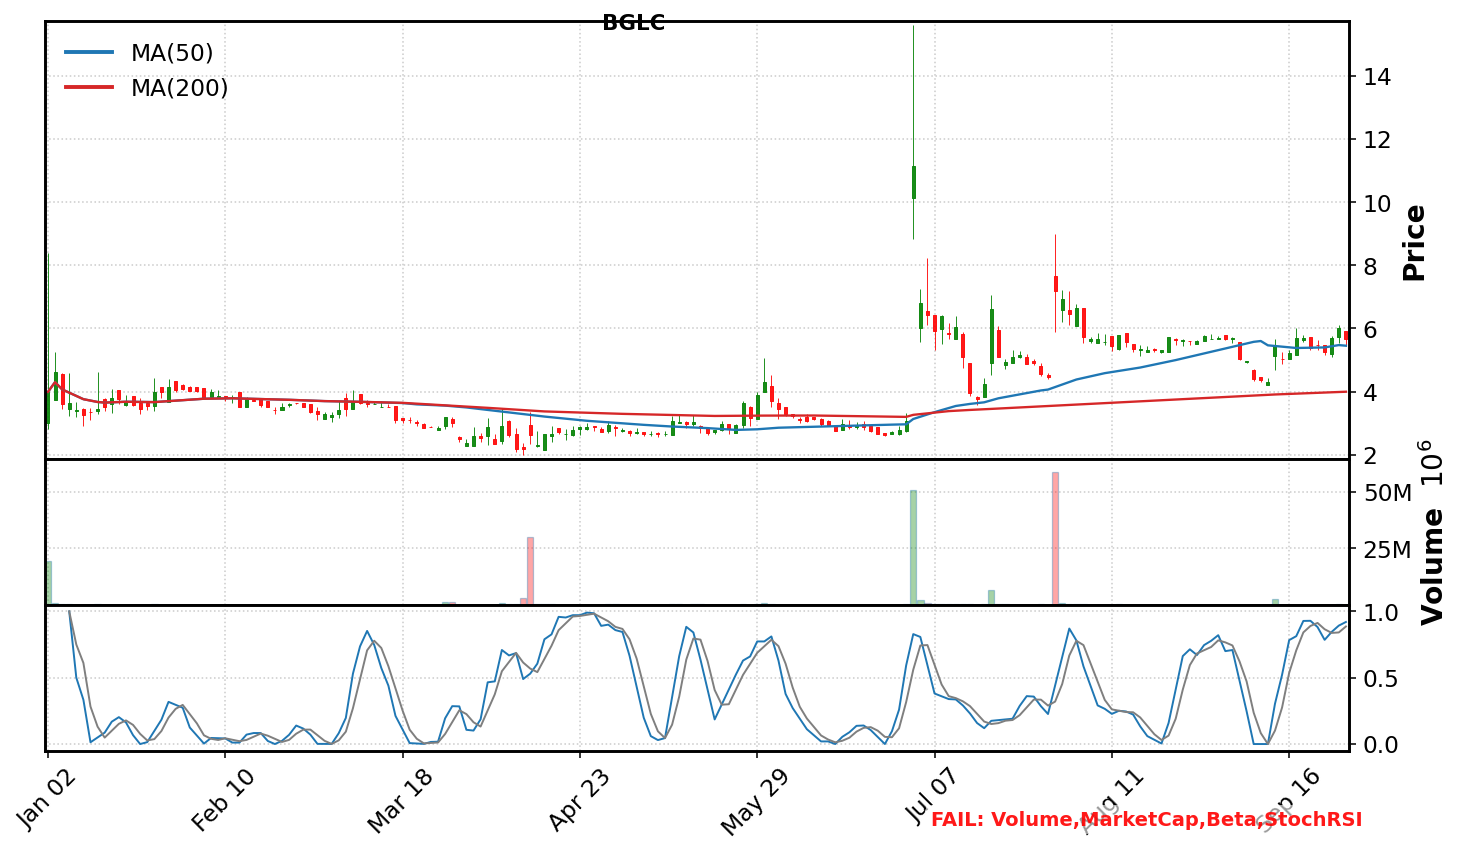 BGLC
MA(50)
MA(200)
14
12
10
8
6
4
2
Price
50M
25M
Volume 10^6
1.0
0.5
0.0
Jan 02
Feb 10
Mar 18
Apr 23
May 29
Jul 07
Aug 11
Sep 16
FAIL: Volume,MarketCap,Beta,StochRSI